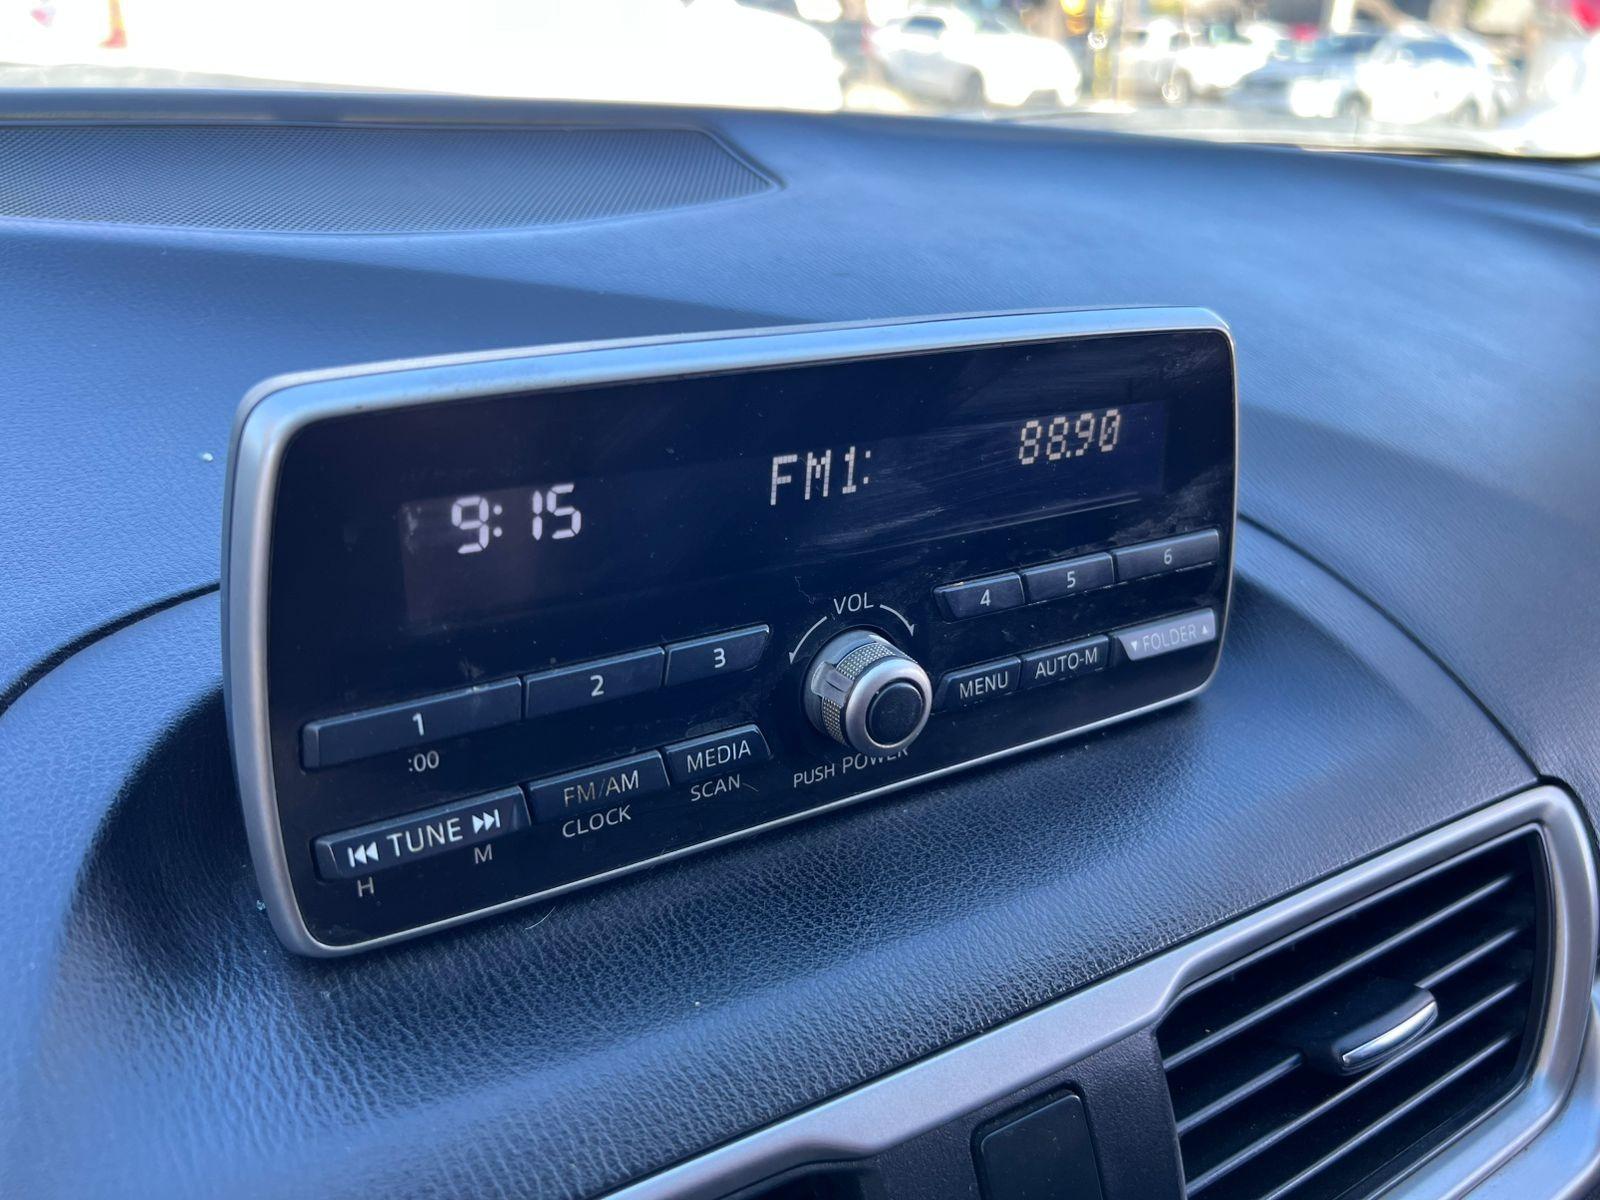 9:15 FM1: 88.90
VOL
1 2 3 4 5 6
:00
TUNE FM/AM MEDIA MENU AUTO-M FOLDER
H M CLOCK SCAN PUSH POWER